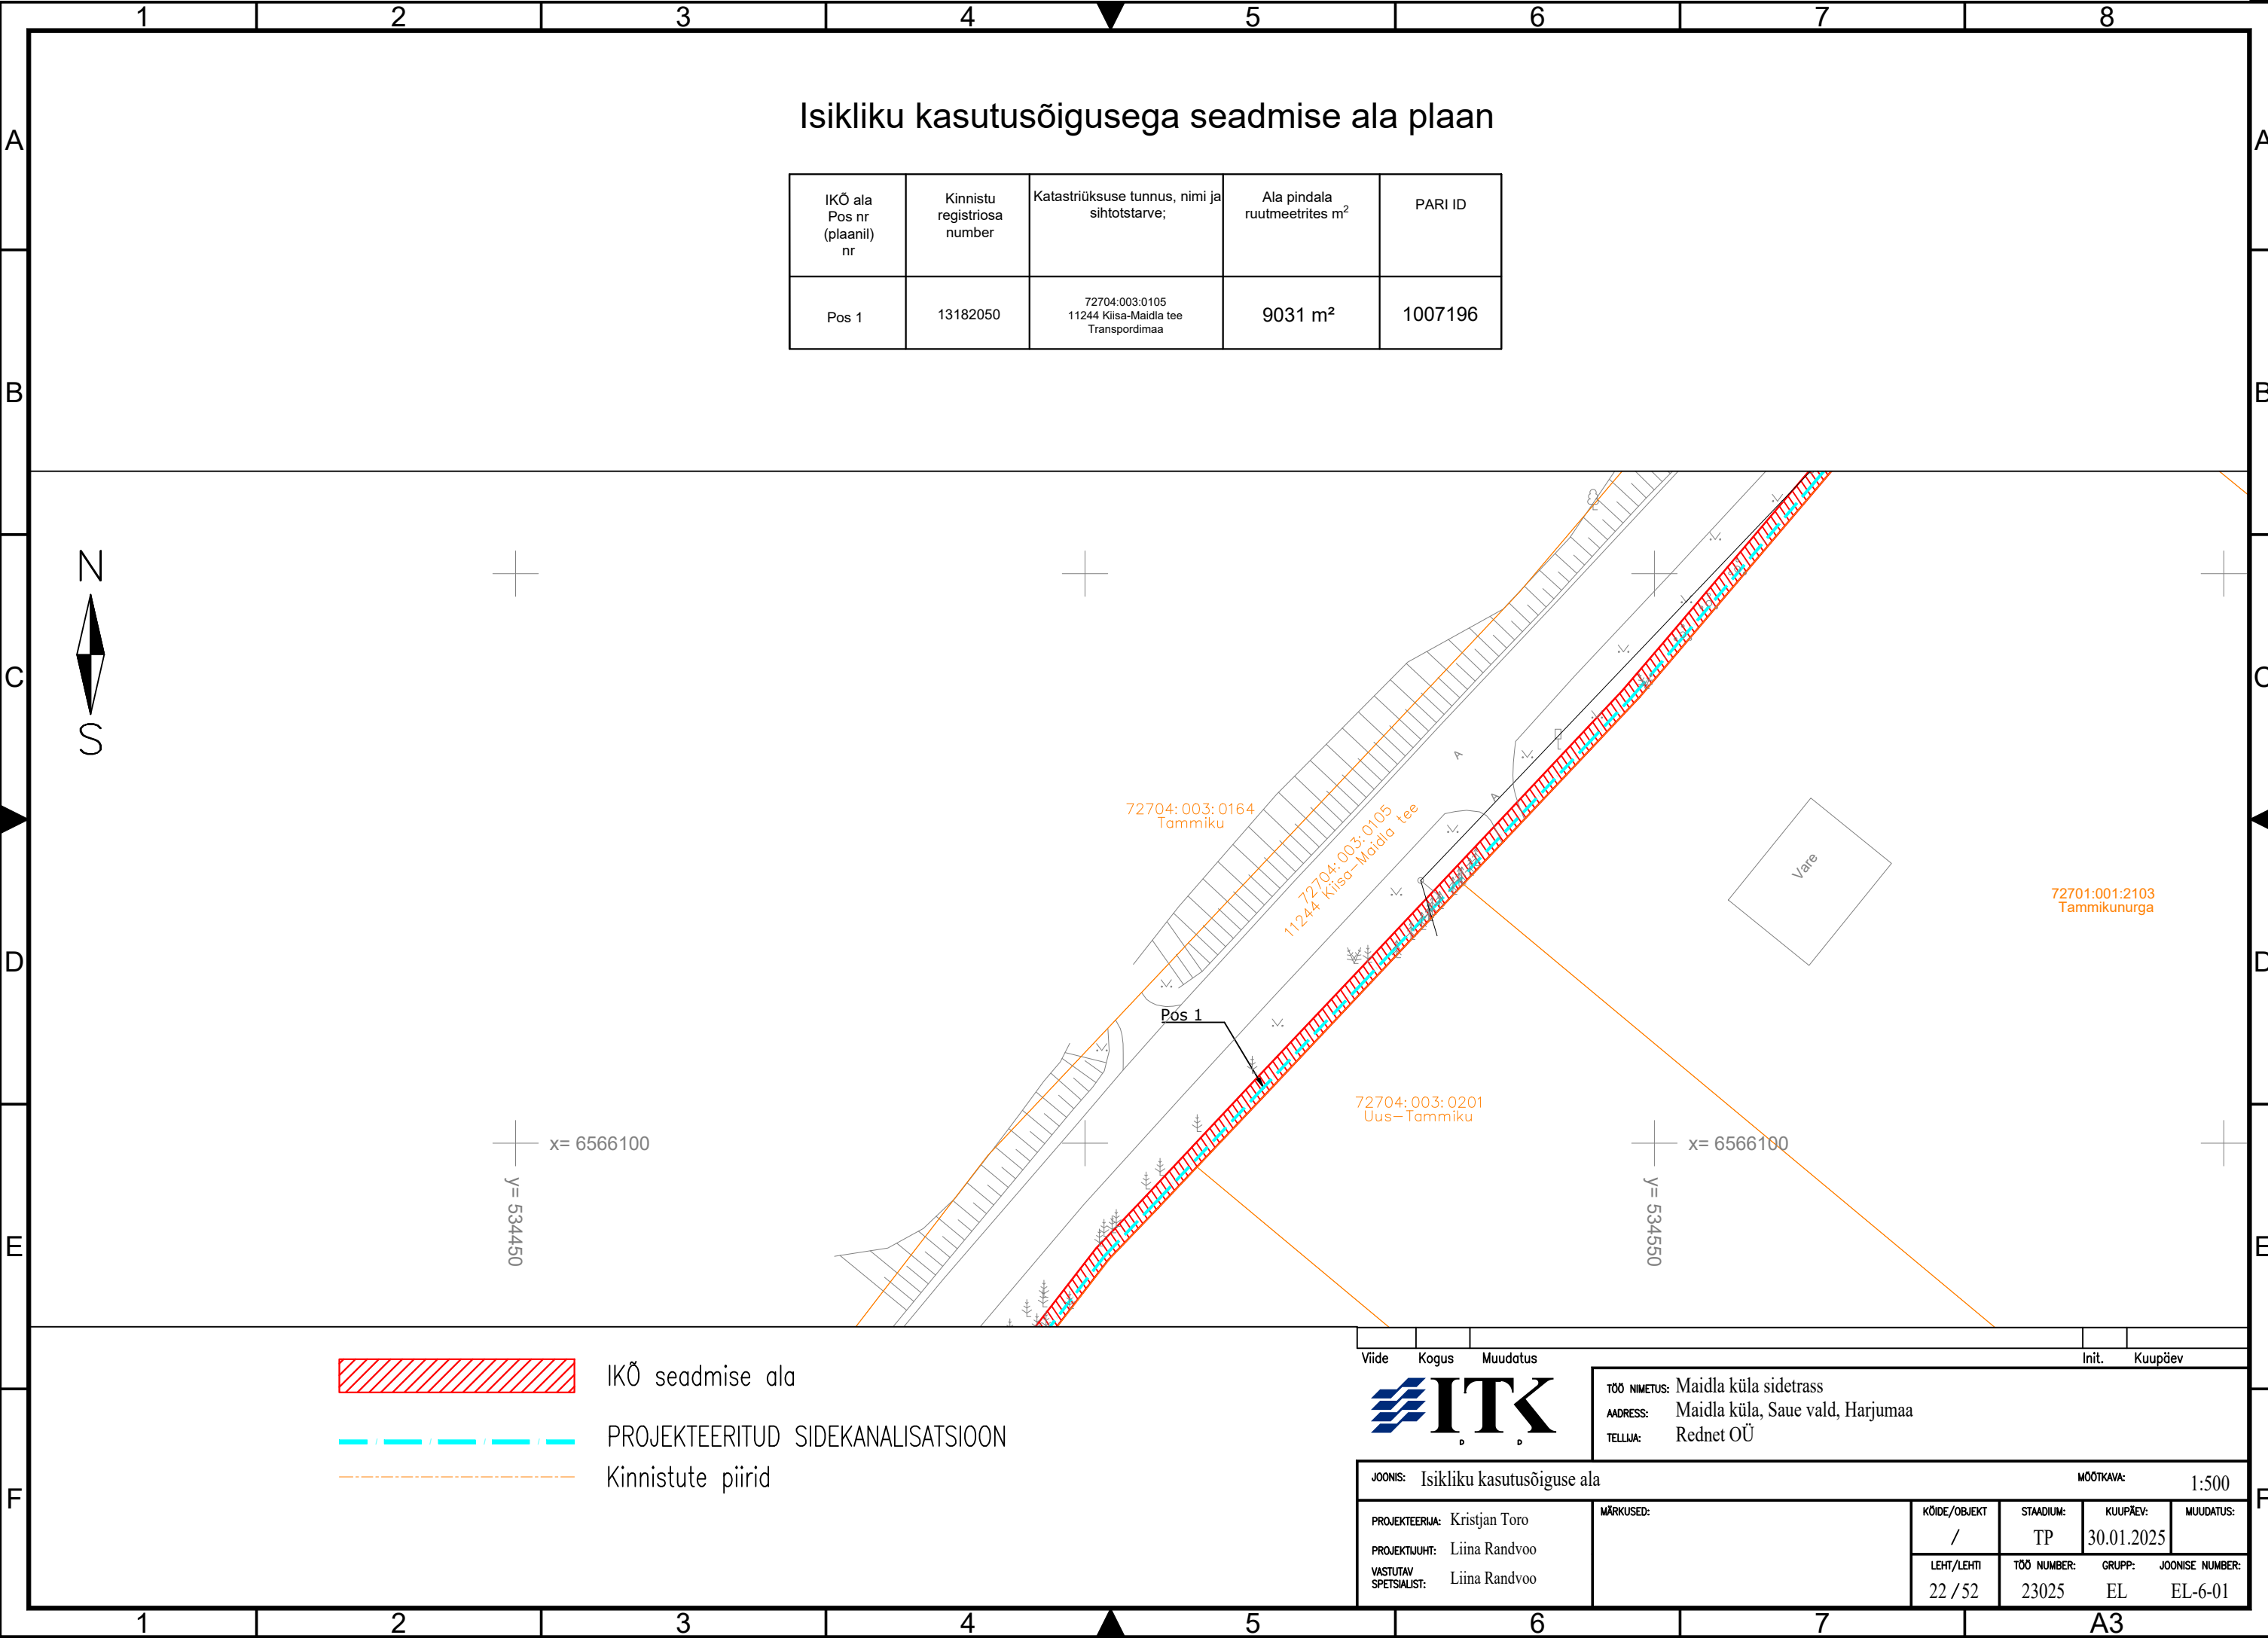 1 2 3 4 5 6 7 8
A A
B B
C C
D D
E E
F F
Isikliku kasutusõigusega seadmise ala plaan
IKÕ ala
Pos nr
(plaanil)
nr
Kinnistu
registriosa
number
Katastriüksuse tunnus, nimi ja
sihtotstarve;
Ala pindala
ruutmeetrites m²
PARI ID
Pos 1
13182050
72704:003:0105
11244 Kiisa-Maidla tee
Transpordimaa
9031 m²
1007196
N
S
72704:003:0164
Tammiku
72704:003:0105
11244 Kiisa-Maidla tee
A
A
Vare
72701:001:2103
Tammikunurga
Pos 1
72704:003:0201
Uus-Tammiku
x= 6566100
y= 534450
x= 6566100
y= 534550
IKÕ seadmise ala
PROJEKTEERITUD SIDEKANALISATSIOON
Kinnistute piirid
Viide Kogus Muudatus Init. Kuupäev
ITK
D D
TÖÖ NIMETUS: Maidla küla sidetrass
AADRESS: Maidla küla, Saue vald, Harjumaa
TELLIJA: Rednet OÜ
JOONIS: Isikliku kasutusõiguse ala
MÕÕTKAVA: 1:500
PROJEKTEERIJA: Kristjan Toro
PROJEKTIJUHT: Liina Randvoo
VASTUTAV
SPETSIALIST: Liina Randvoo
MÄRKUSED:
KÖIDE/OBJEKT STAADIUM: KUUPÄEV: MUUDATUS:
/ TP 30.01.2025
LEHT/LEHTI TÖÖ NUMBER: GRUPP: JOONISE NUMBER:
22 / 52 23025 EL EL-6-01
1 2 3 4 5 6 7 A3